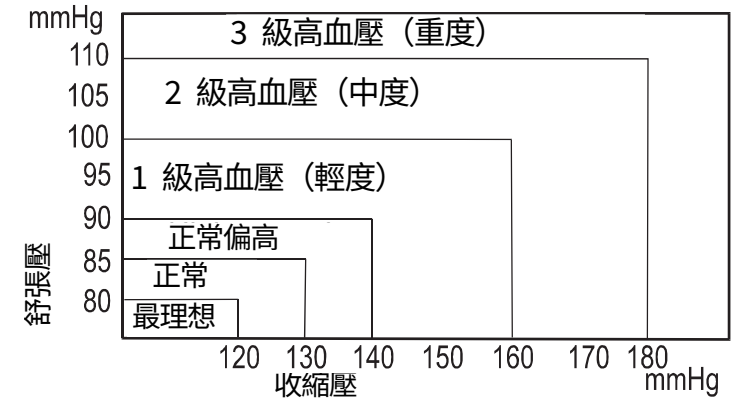 mmHg
3 級高血壓（重度）
110
105
2 級高血壓（中度）
100
95
1 級高血壓（輕度）
90
正常偏高
85
正常
80
最理想
舒張壓
120 130 140 150 160 170 180
收縮壓
mmHg